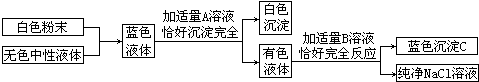 白色粉末
无色中性液体
蓝色
液体
加适量A溶液
恰好沉淀完全
白色
沉淀
有色
液体
加适量B溶液
恰好完全反应
蓝色沉淀C
纯净NaCl溶液